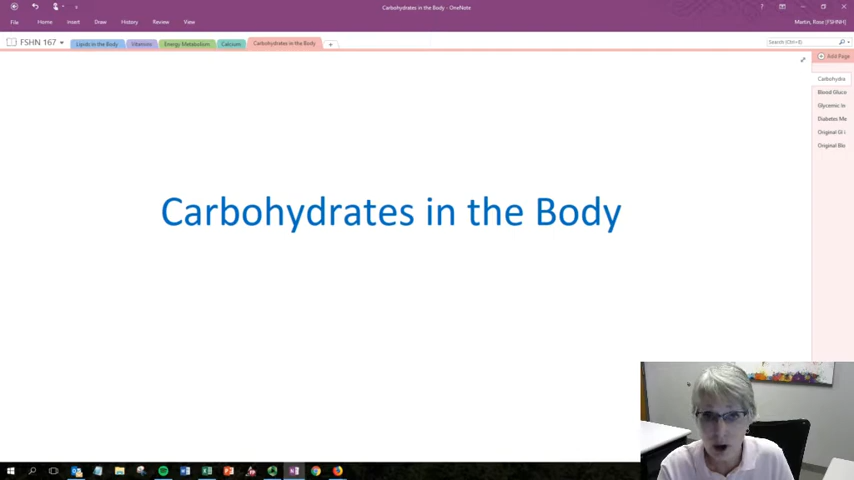 Carbohydrates in the Body - OneNote
File Home Insert Draw History Review View
Martin, Rose [FSHNH]
FSHN 167
Lipids in the Body
Vitamins
Energy Metabolism
Calcium
Carbohydrates in the Body
Search (Ctrl+E)
Add Page
Carbohydra
Blood Gluco
Glycemic In
Diabetes Me
Original GI i
Original Blo
Carbohydrates in the Body